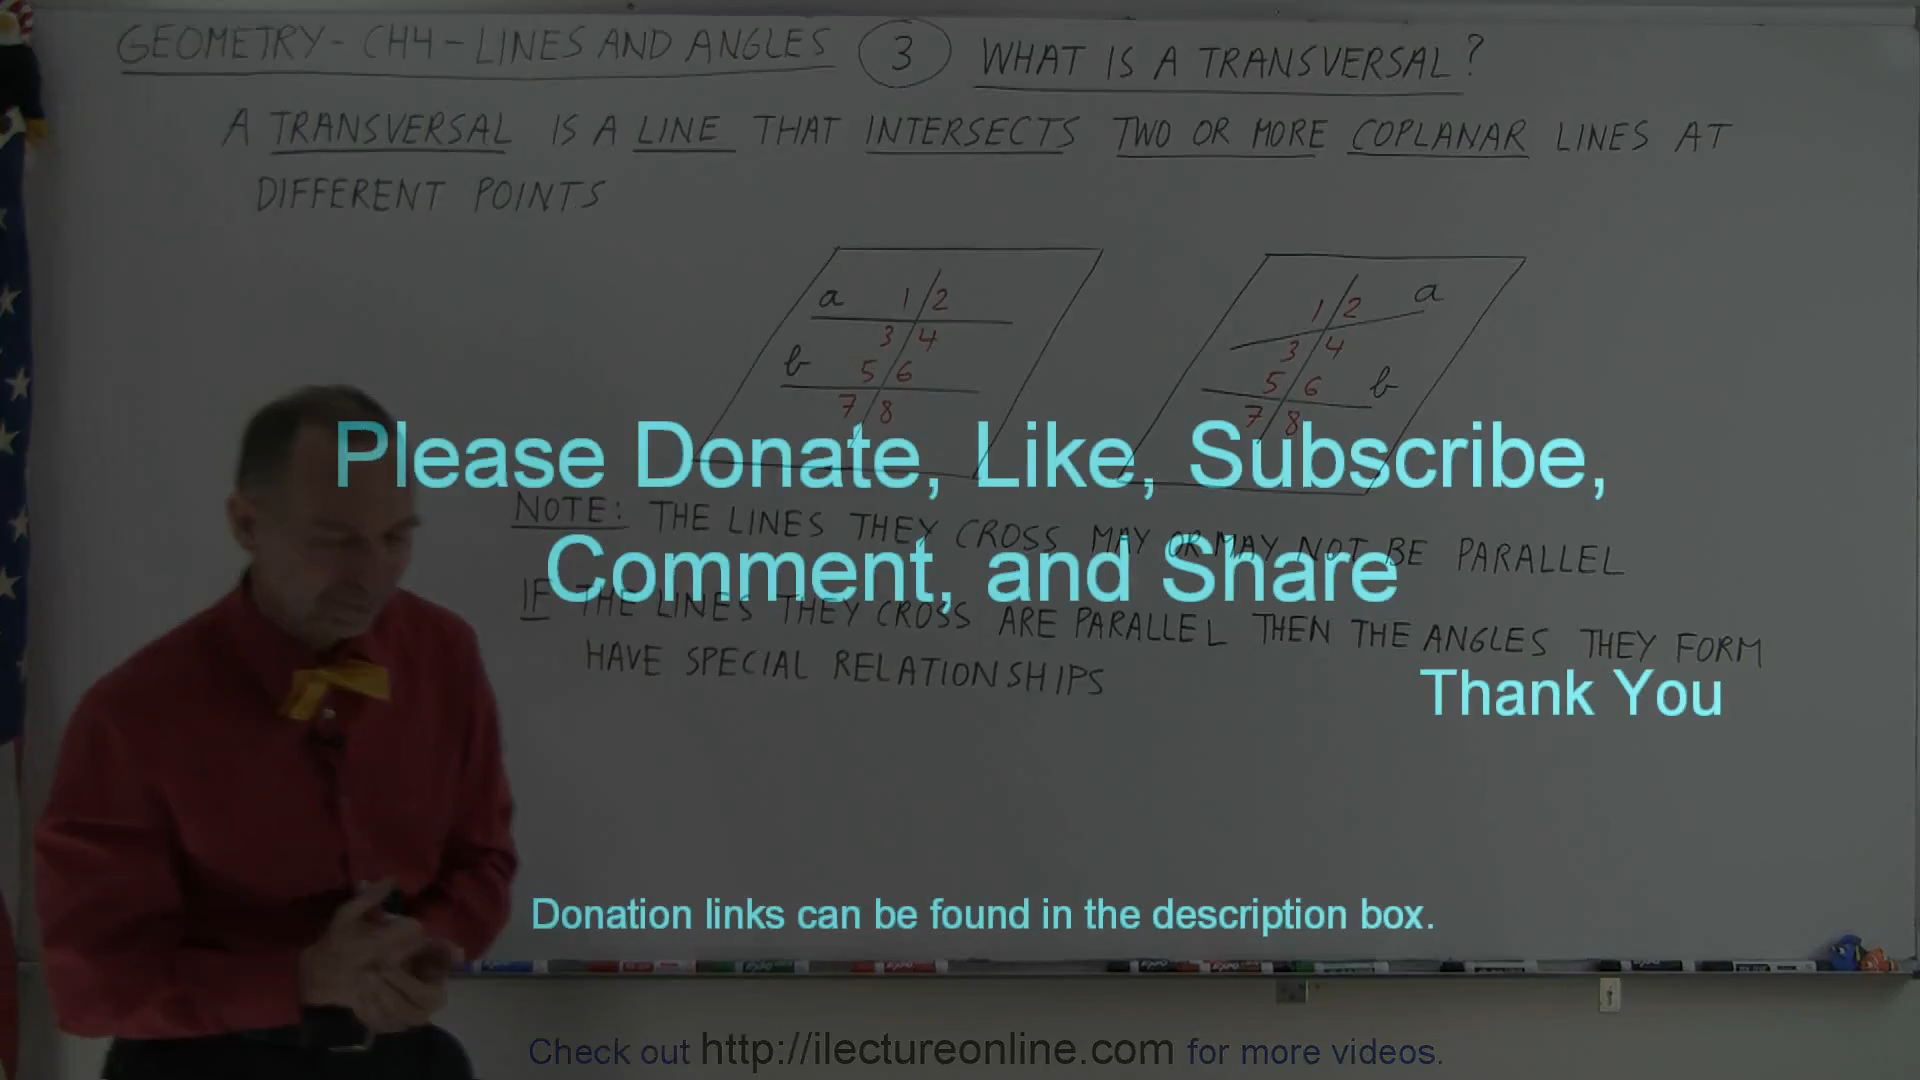 GEOMETRY - CH4 - LINES AND ANGLES 3 WHAT IS A TRANSVERSAL?
A TRANSVERSAL IS A LINE THAT INTERSECTS TWO OR MORE COPLANAR LINES AT
DIFFERENT POINTS
a 1 2
3 4
b 5 6
7 8
1 2 a
3 4
5 6 b
7 8
Please Donate, Like, Subscribe,
NOTE: THE LINES THEY CROSS MAY OR MAY NOT BE PARALLEL
Comment, and Share
IF THE LINES THEY CROSS ARE PARALLEL THEN THE ANGLES THEY FORM
HAVE SPECIAL RELATIONSHIPS
Thank You
Donation links can be found in the description box.
Check out http://ilectureonline.com for more videos.